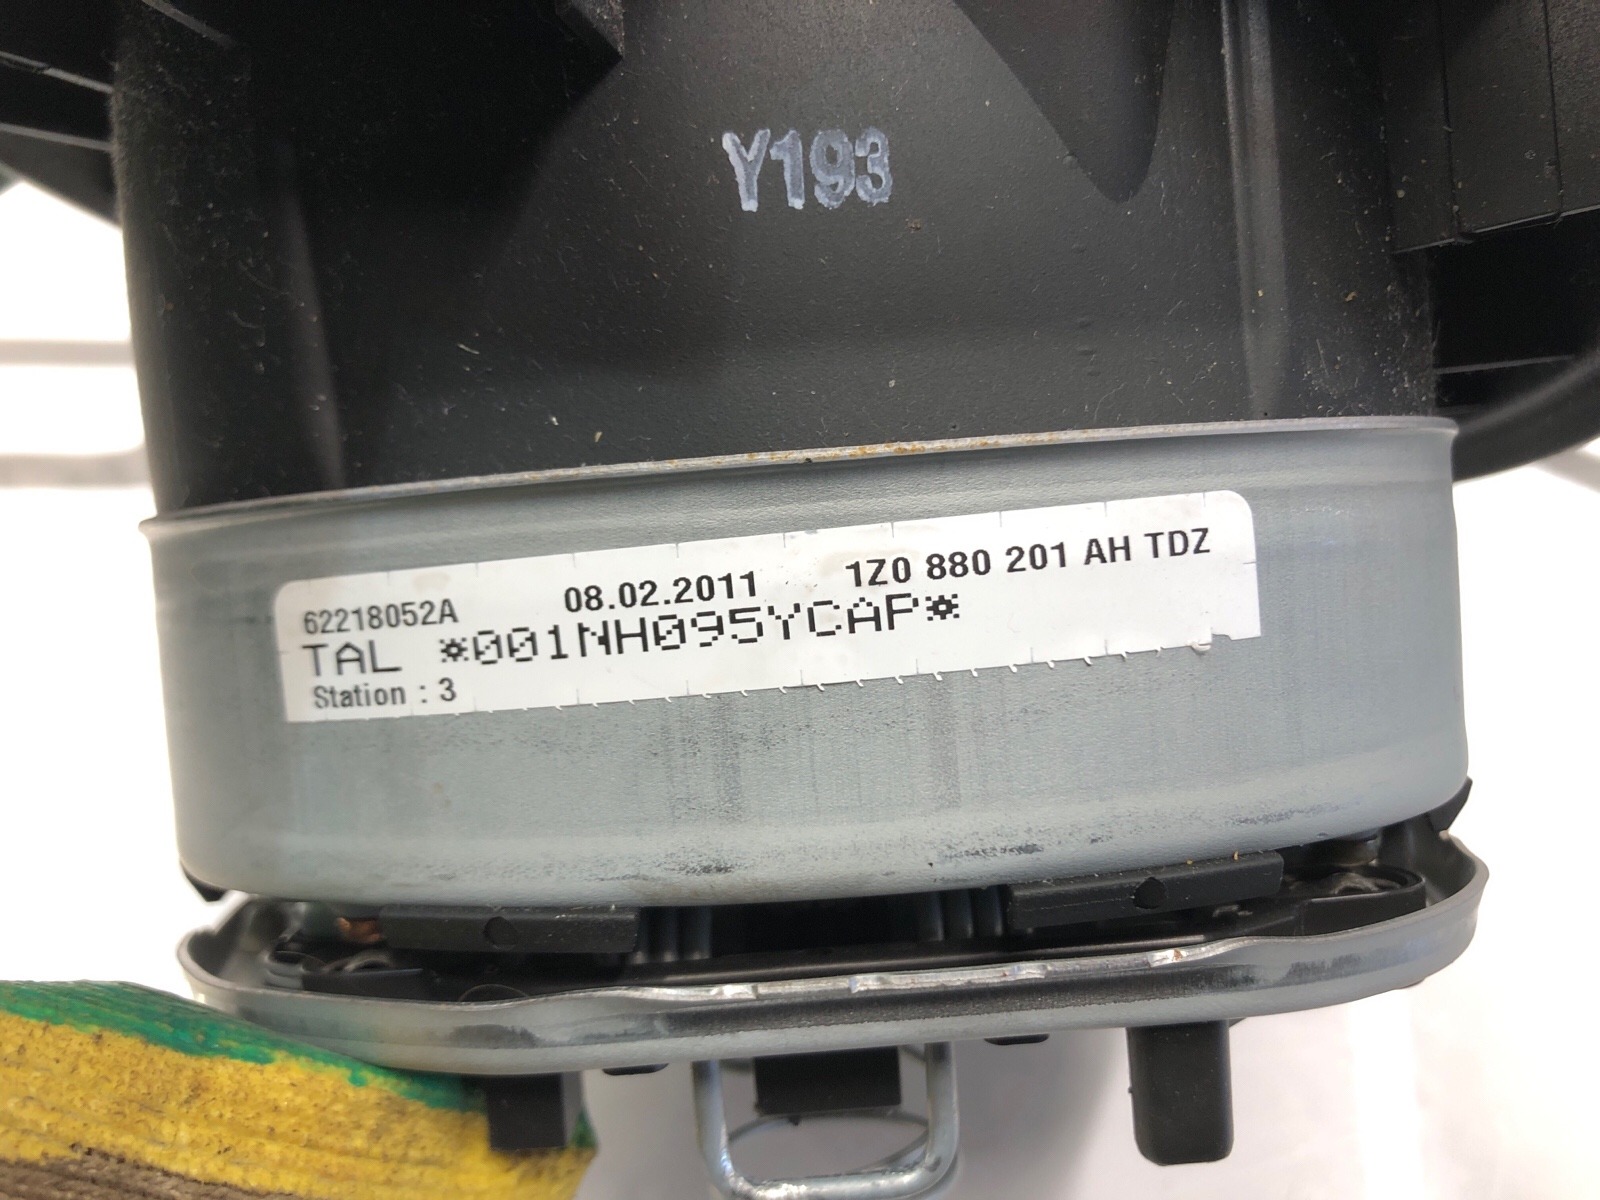 Y193
62218052A 08.02.2011 1Z0 880 201 AH TDZ
TAL *001NH095YCAP*
Station : 3